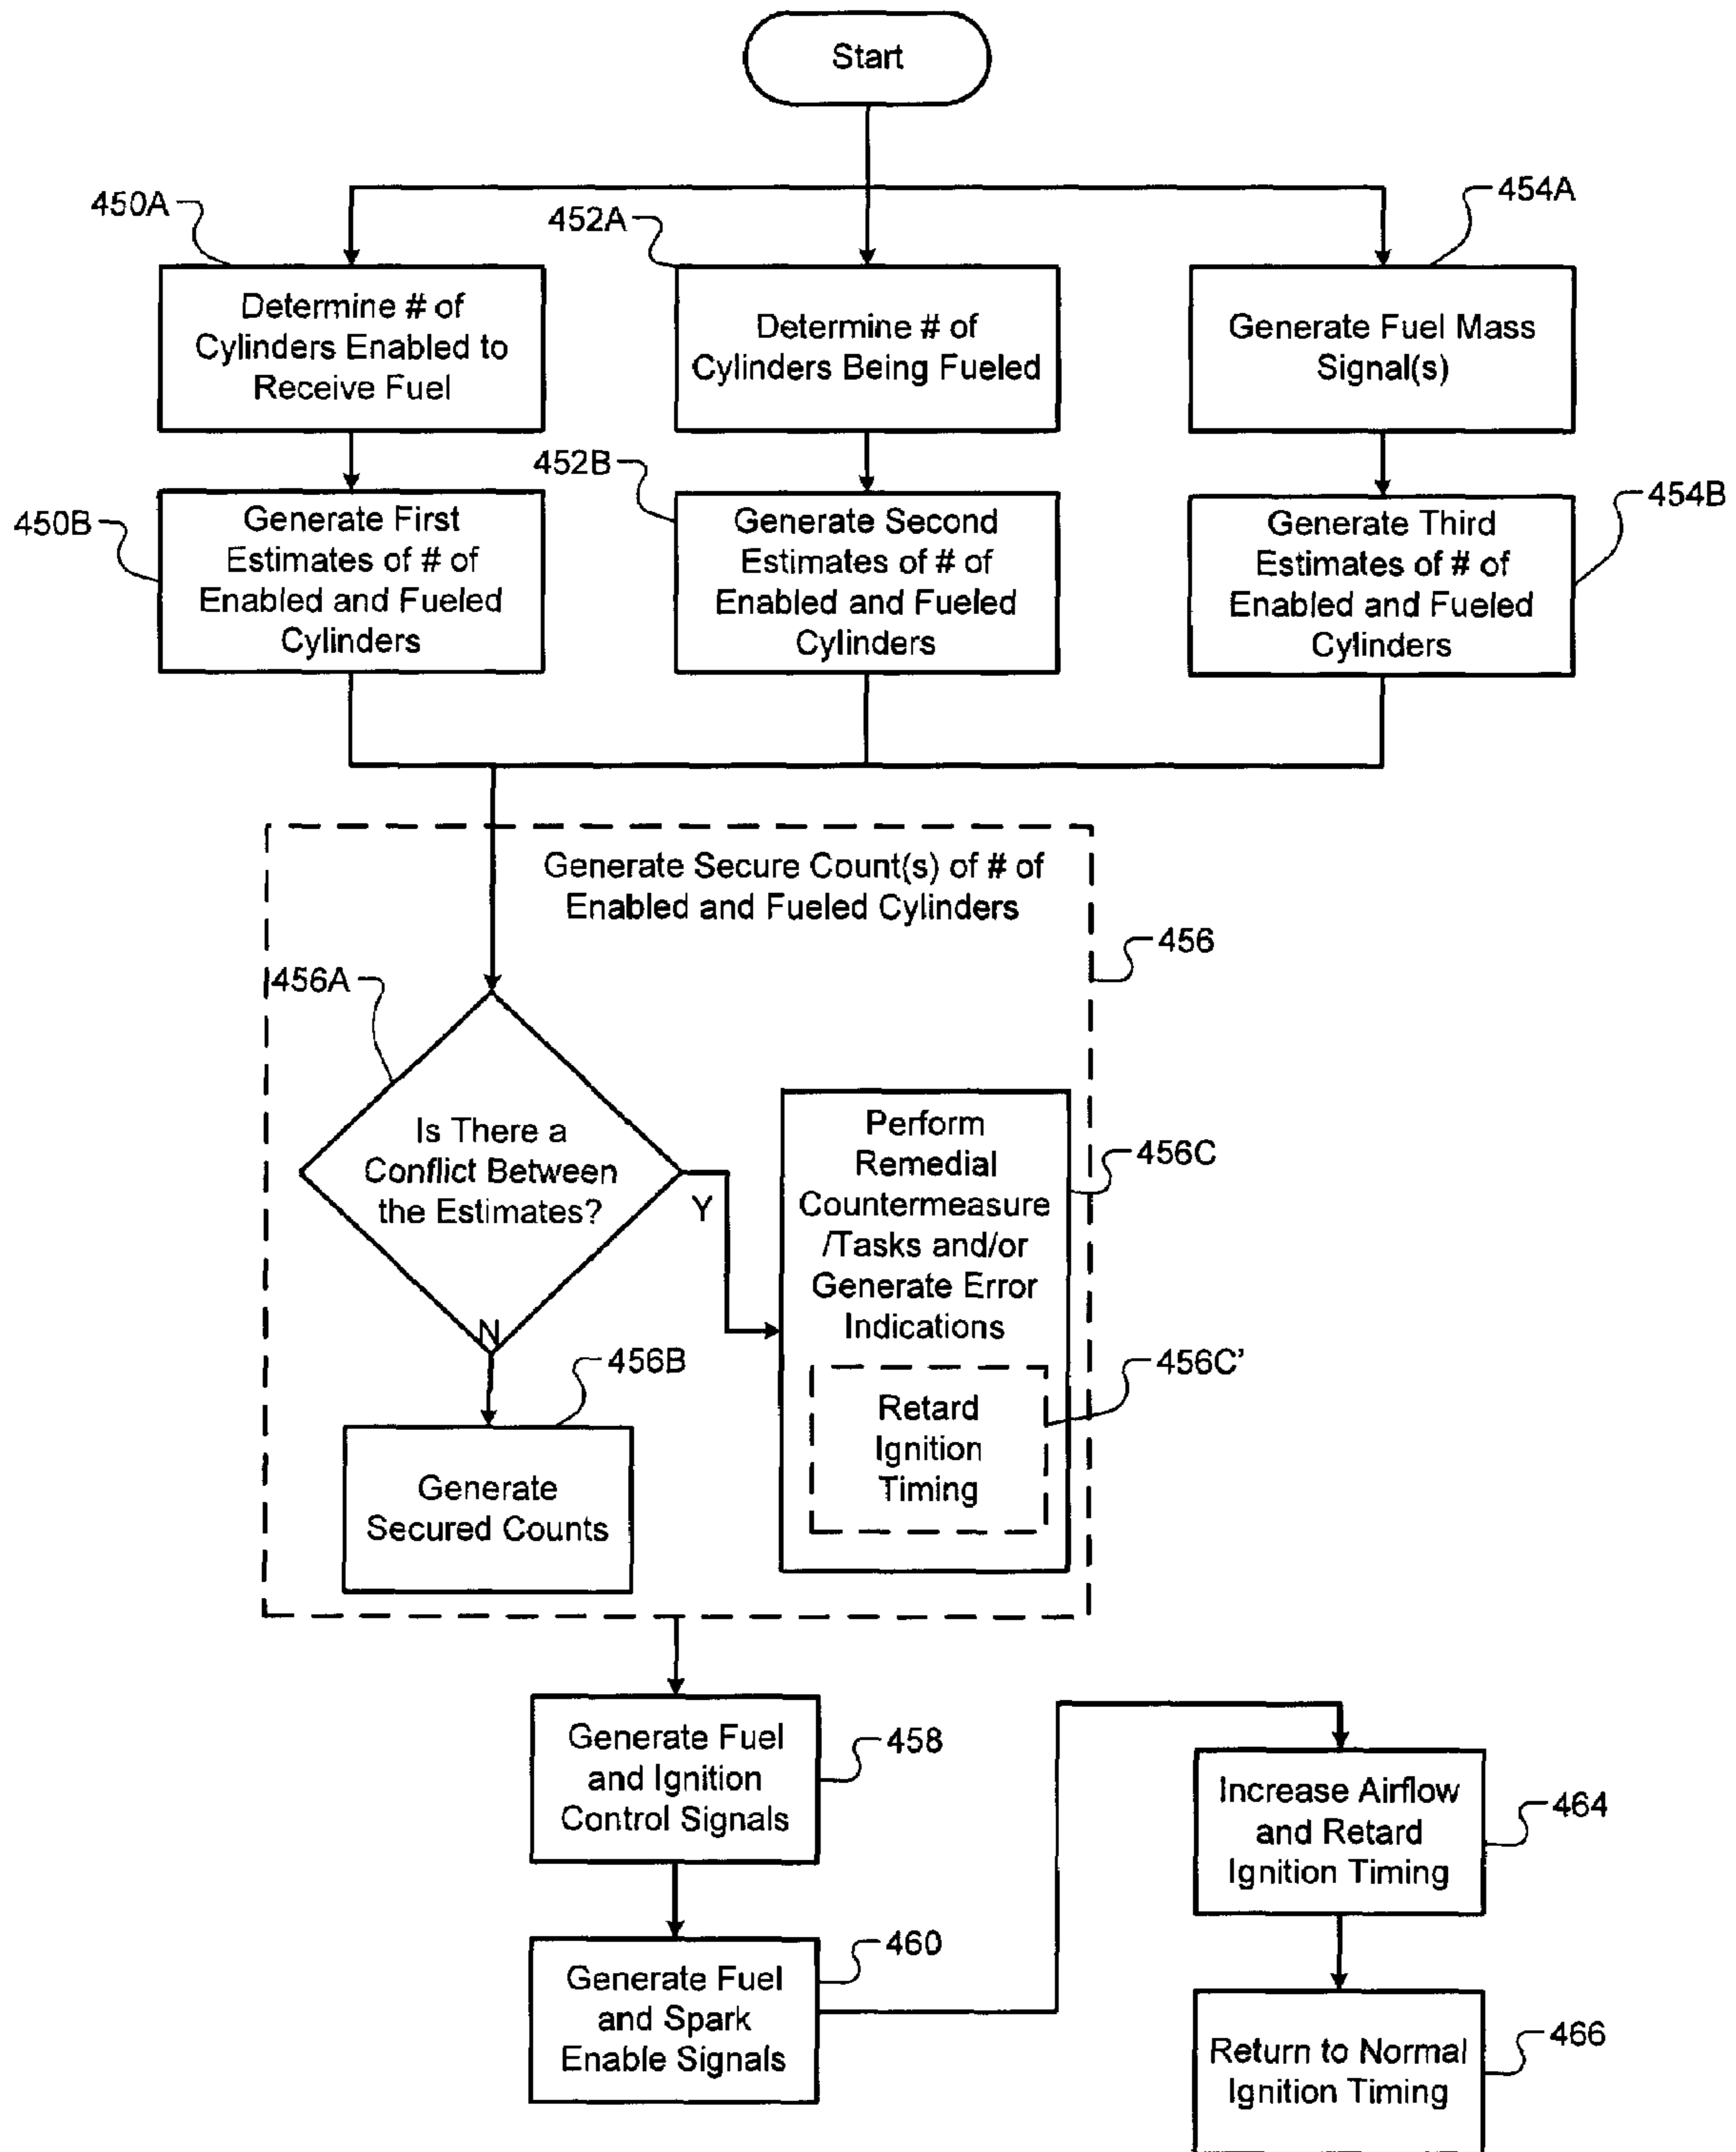 Start
450A
452A
454A
Determine # of
Cylinders Enabled to
Receive Fuel
Determine # of
Cylinders Being Fueled
Generate Fuel Mass
Signal(s)
450B
452B
454B
Generate First
Estimates of # of
Enabled and Fueled
Cylinders
Generate Second
Estimates of # of
Enabled and Fueled
Cylinders
Generate Third
Estimates of # of
Enabled and Fueled
Cylinders
Generate Secure Count(s) of # of
Enabled and Fueled Cylinders
456
456A
Is There a
Conflict Between
the Estimates?
Y
N
Perform
Remedial
Countermeasure
/Tasks and/or
Generate Error
Indications
456C
Retard
Ignition
Timing
456C'
456B
Generate
Secured Counts
Generate Fuel
and Ignition
Control Signals
458
Generate Fuel
and Spark
Enable Signals
460
Increase Airflow
and Retard
Ignition Timing
464
Return to Normal
Ignition Timing
466